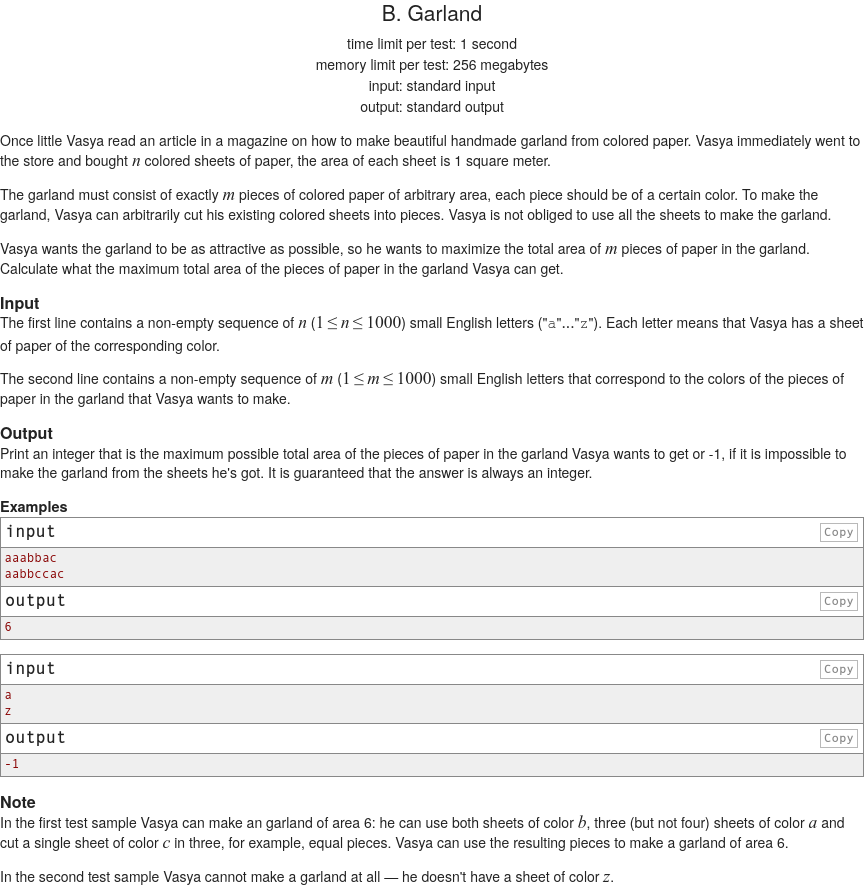 B. Garland
time limit per test: 1 second
memory limit per test: 256 megabytes
input: standard input
output: standard output
Once little Vasya read an article in a magazine on how to make beautiful handmade garland from colored paper. Vasya immediately went to
the store and bought n colored sheets of paper, the area of each sheet is 1 square meter.
The garland must consist of exactly m pieces of colored paper of arbitrary area, each piece should be of a certain color. To make the
garland, Vasya can arbitrarily cut his existing colored sheets into pieces. Vasya is not obliged to use all the sheets to make the garland.
Vasya wants the garland to be as attractive as possible, so he wants to maximize the total area of m pieces of paper in the garland.
Calculate what the maximum total area of the pieces of paper in the garland Vasya can get.
Input
The first line contains a non-empty sequence of n (1 ≤ n ≤ 1000) small English letters ("a"..."z"). Each letter means that Vasya has a sheet
of paper of the corresponding color.
The second line contains a non-empty sequence of m (1 ≤ m ≤ 1000) small English letters that correspond to the colors of the pieces of
paper in the garland that Vasya wants to make.
Output
Print an integer that is the maximum possible total area of the pieces of paper in the garland Vasya wants to get or -1, if it is impossible to
make the garland from the sheets he's got. It is guaranteed that the answer is always an integer.
Examples
input Copy
aaabbac
aabbccac
output Copy
6
input Copy
a
z
output Copy
-1
Note
In the first test sample Vasya can make an garland of area 6: he can use both sheets of color b, three (but not four) sheets of color a and
cut a single sheet of color c in three, for example, equal pieces. Vasya can use the resulting pieces to make a garland of area 6.
In the second test sample Vasya cannot make a garland at all — he doesn't have a sheet of color z.